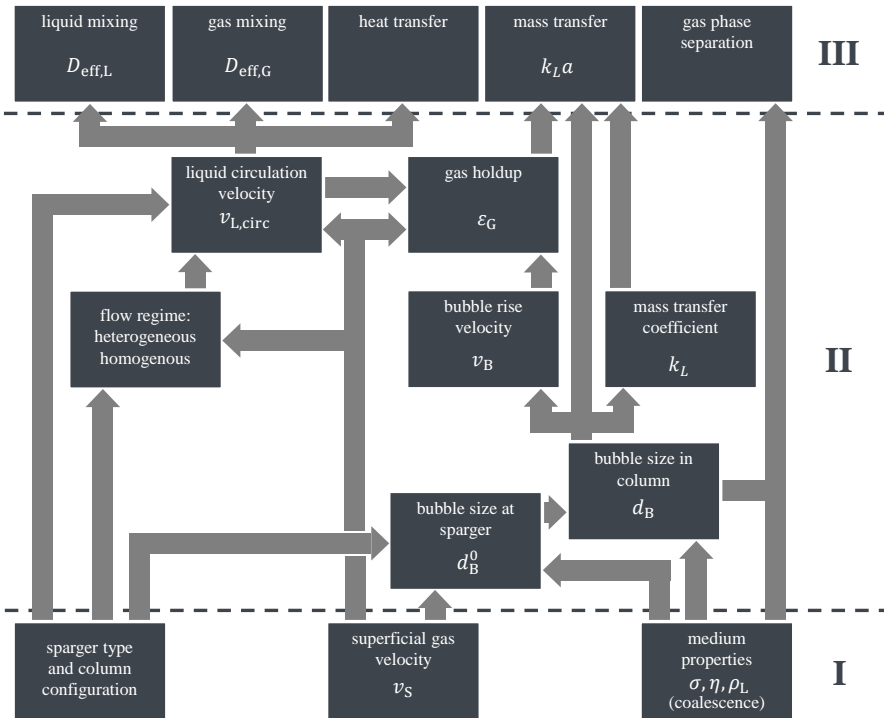 liquid mixing
D_eff,L
gas mixing
D_eff,G
heat transfer
mass transfer
k_L a
gas phase
separation
III
liquid circulation
velocity
v_L,circ
gas holdup
ε_G
flow regime:
heterogeneous
homogenous
bubble rise
velocity
v_B
mass transfer
coefficient
k_L
II
bubble size in
column
d_B
bubble size at
sparger
d_B^0
sparger type
and column
configuration
superficial gas
velocity
v_S
medium
properties
σ, η, ρ_L
(coalescence)
I